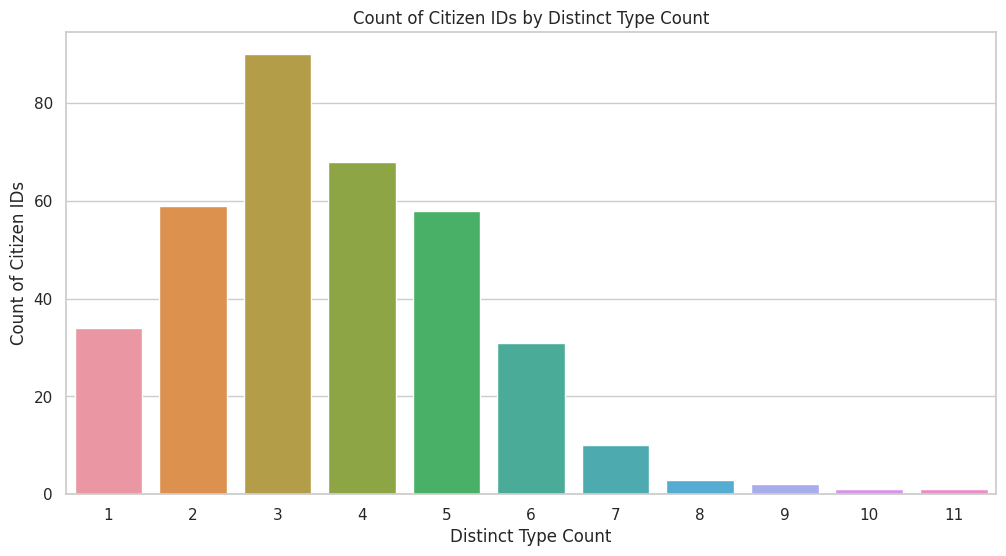 Count of Citizen IDs by Distinct Type Count
Count of Citizen IDs
80
60
40
20
0
1 2 3 4 5 6 7 8 9 10 11
Distinct Type Count